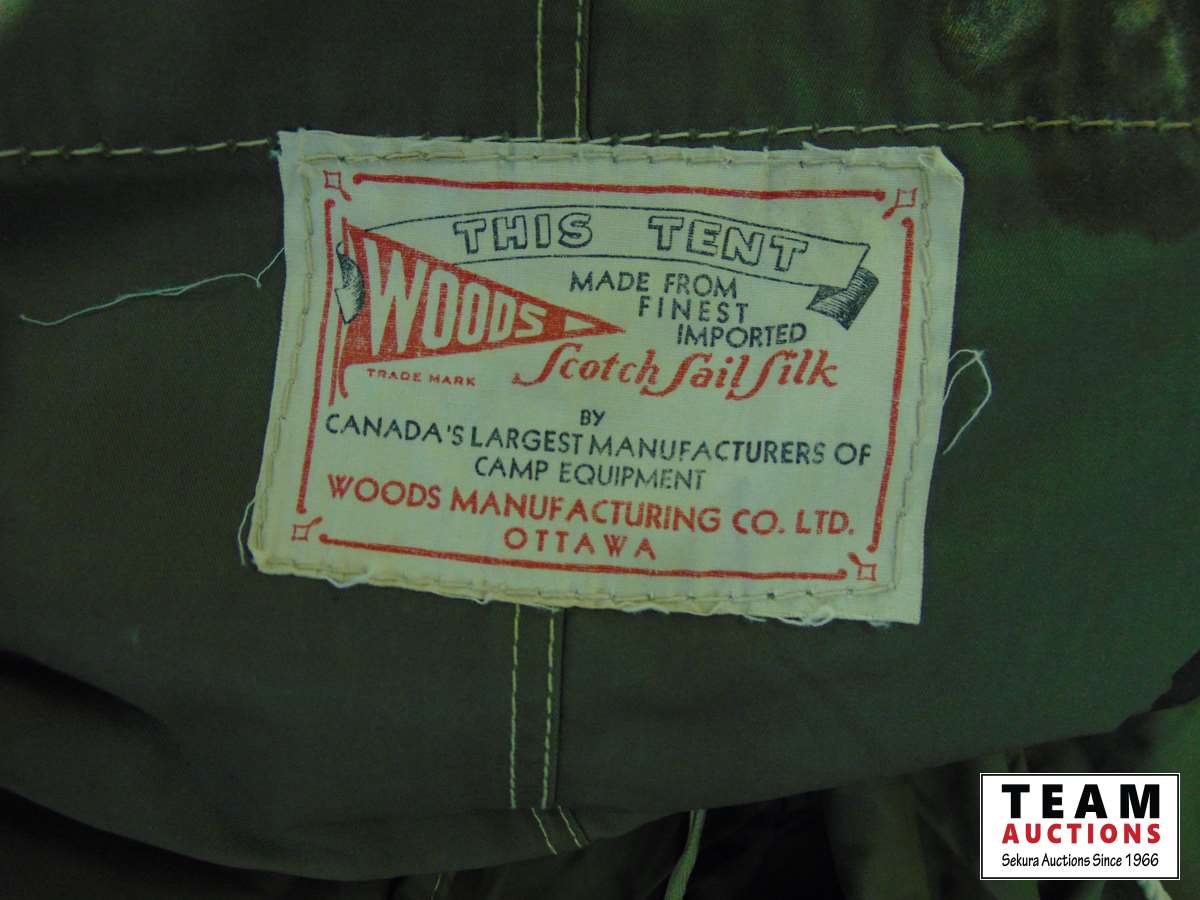 THIS TENT
WOODS
MADE FROM
FINEST
IMPORTED
TRADE MARK
Scotch Sail Silk
BY
CANADA'S LARGEST MANUFACTURERS OF
CAMP EQUIPMENT
WOODS MANUFACTURING CO. LTD.
OTTAWA
TEAM
AUCTIONS
Sekura Auctions Since 1966